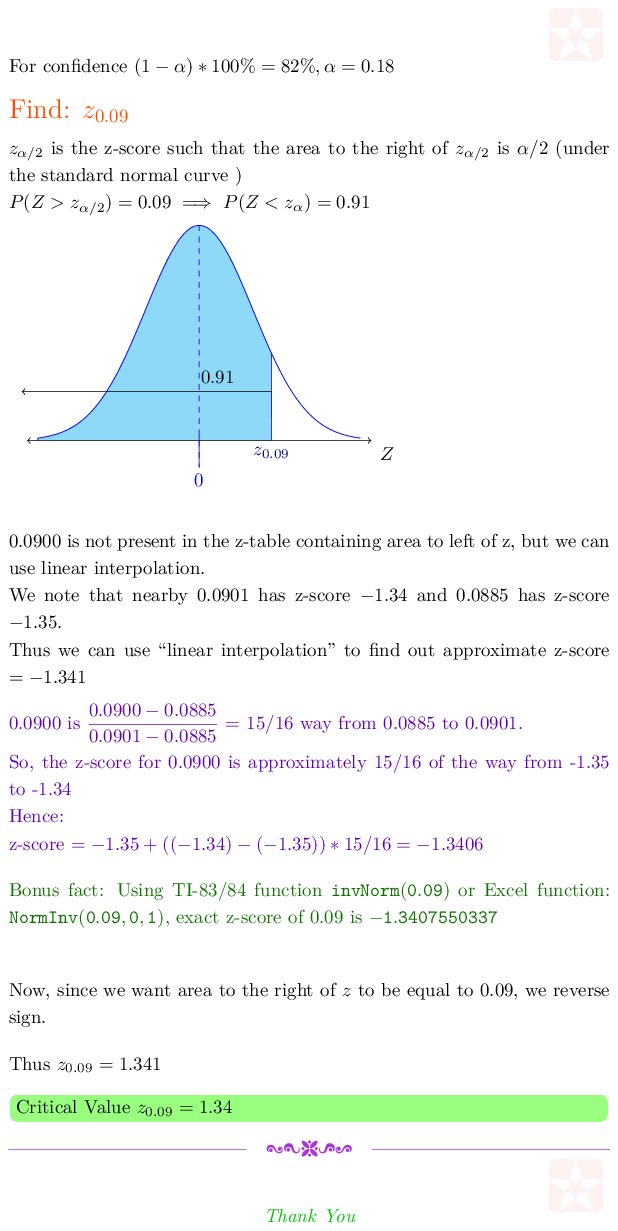 For confidence (1 − α) ∗ 100% = 82%, α = 0.18
Find: z_{0.09}
z_{α/2} is the z-score such that the area to the right of z_{α/2} is α/2 (under
the standard normal curve )
P(Z > z_{α/2}) = 0.09 ⟹ P(Z < z_α) = 0.91
0.91
z_{0.09}
Z
0
0.0900 is not present in the z-table containing area to left of z, but we can
use linear interpolation.
We note that nearby 0.0901 has z-score −1.34 and 0.0885 has z-score
−1.35.
Thus we can use “linear interpolation” to find out approximate z-score
= −1.341
0.0900 is \frac{0.0900 − 0.0885}{0.0901 − 0.0885} = 15/16 way from 0.0885 to 0.0901.
So, the z-score for 0.0900 is approximately 15/16 of the way from -1.35
to -1.34
Hence:
z-score = −1.35 + ((−1.34) − (−1.35)) ∗ 15/16 = −1.3406
Bonus fact: Using TI-83/84 function invNorm(0.09) or Excel function:
NormInv(0.09, 0, 1), exact z-score of 0.09 is −1.3407550337
Now, since we want area to the right of z to be equal to 0.09, we reverse
sign.
Thus z_{0.09} = 1.341
Critical Value z_{0.09} = 1.34
Thank You